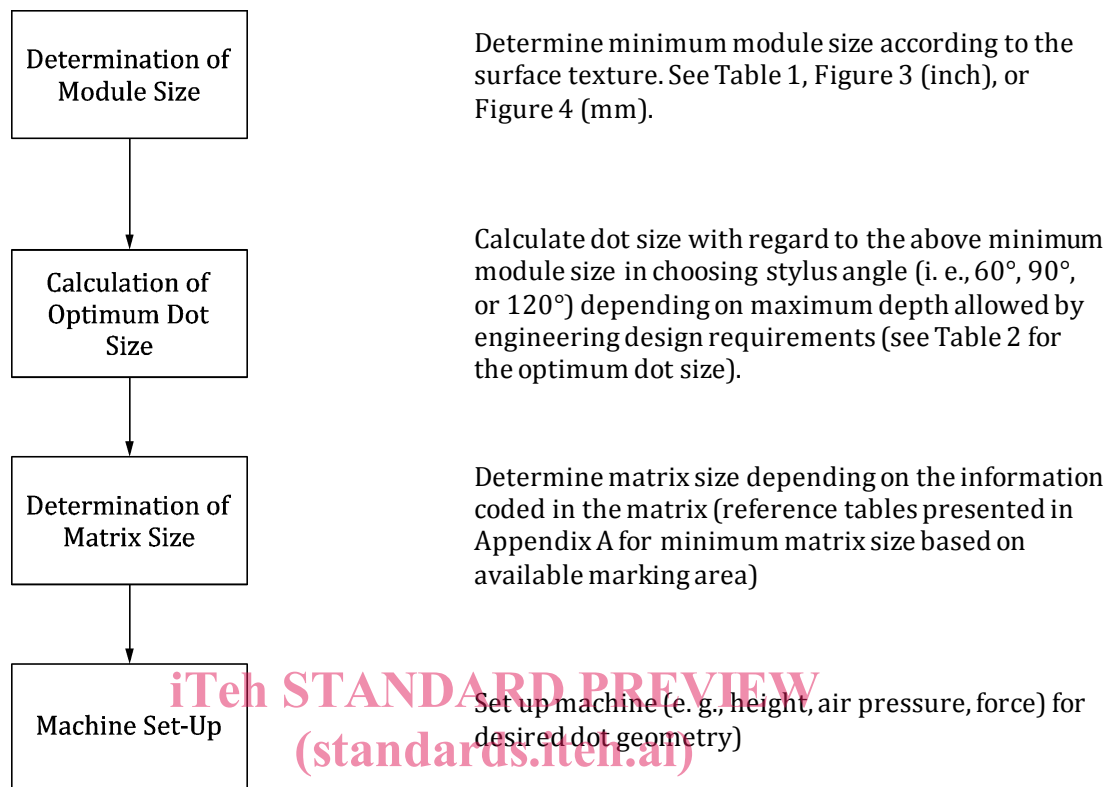 Determination of
Module Size
Determine minimum module size according to the
surface texture. See Table 1, Figure 3 (inch), or
Figure 4 (mm).
Calculation of
Optimum Dot
Size
Calculate dot size with regard to the above minimum
module size in choosing stylus angle (i. e., 60°, 90°,
or 120°) depending on maximum depth allowed by
engineering design requirements (see Table 2 for
the optimum dot size).
Determination of
Matrix Size
Determine matrix size depending on the information
coded in the matrix (reference tables presented in
Appendix A for minimum matrix size based on
available marking area)
Machine Set-Up
Set up machine (e. g., height, air pressure, force) for
desired dot geometry)
iTeh STANDARD PREVIEW
(standards.iteh.ai)